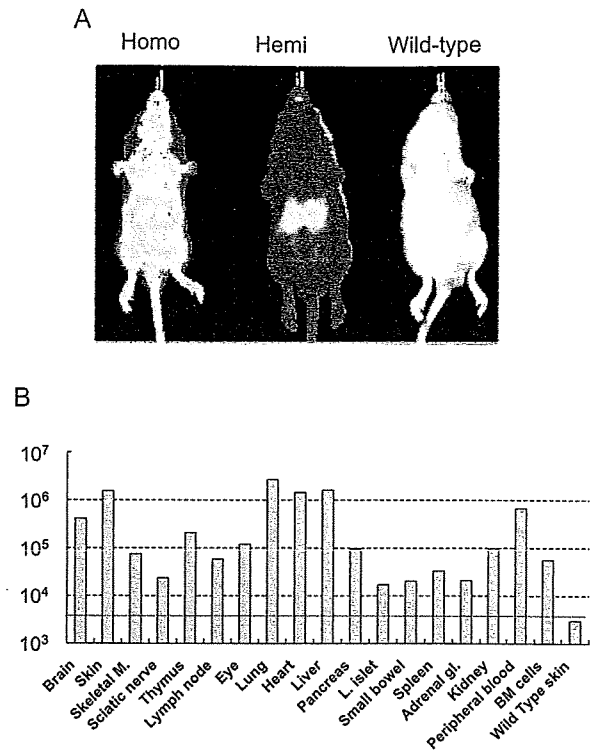 A
Homo Hemi Wild-type
B
10^7
10^6
10^5
10^4
10^3
Brain
Skin
Skeletal M.
Sciatic nerve
Thymus
Lymph node
Eye
Lung
Heart
Liver
Pancreas
L. islet
Small bowel
Spleen
Adrenal gl.
Kidney
Peripheral blood
BM cells
Wild Type skin